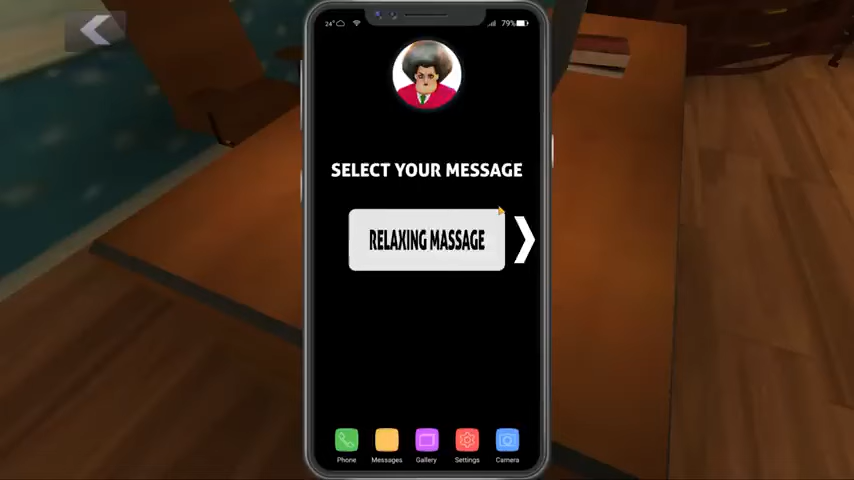 24°
79%
SELECT YOUR MESSAGE
RELAXING MASSAGE
Phone Messages Gallery Settings Camera